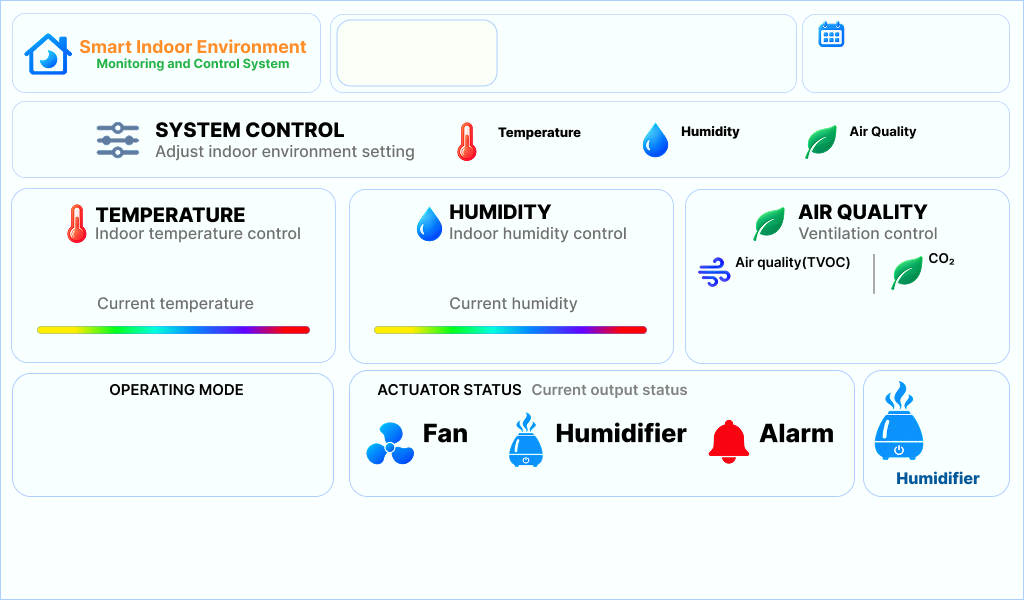 Smart Indoor Environment
Monitoring and Control System
SYSTEM CONTROL
Adjust indoor environment setting
Temperature
Humidity
Air Quality
TEMPERATURE
Indoor temperature control
Current temperature
HUMIDITY
Indoor humidity control
Current humidity
AIR QUALITY
Ventilation control
Air quality(TVOC)
CO₂
OPERATING MODE
ACTUATOR STATUS Current output status
Fan
Humidifier
Alarm
Humidifier